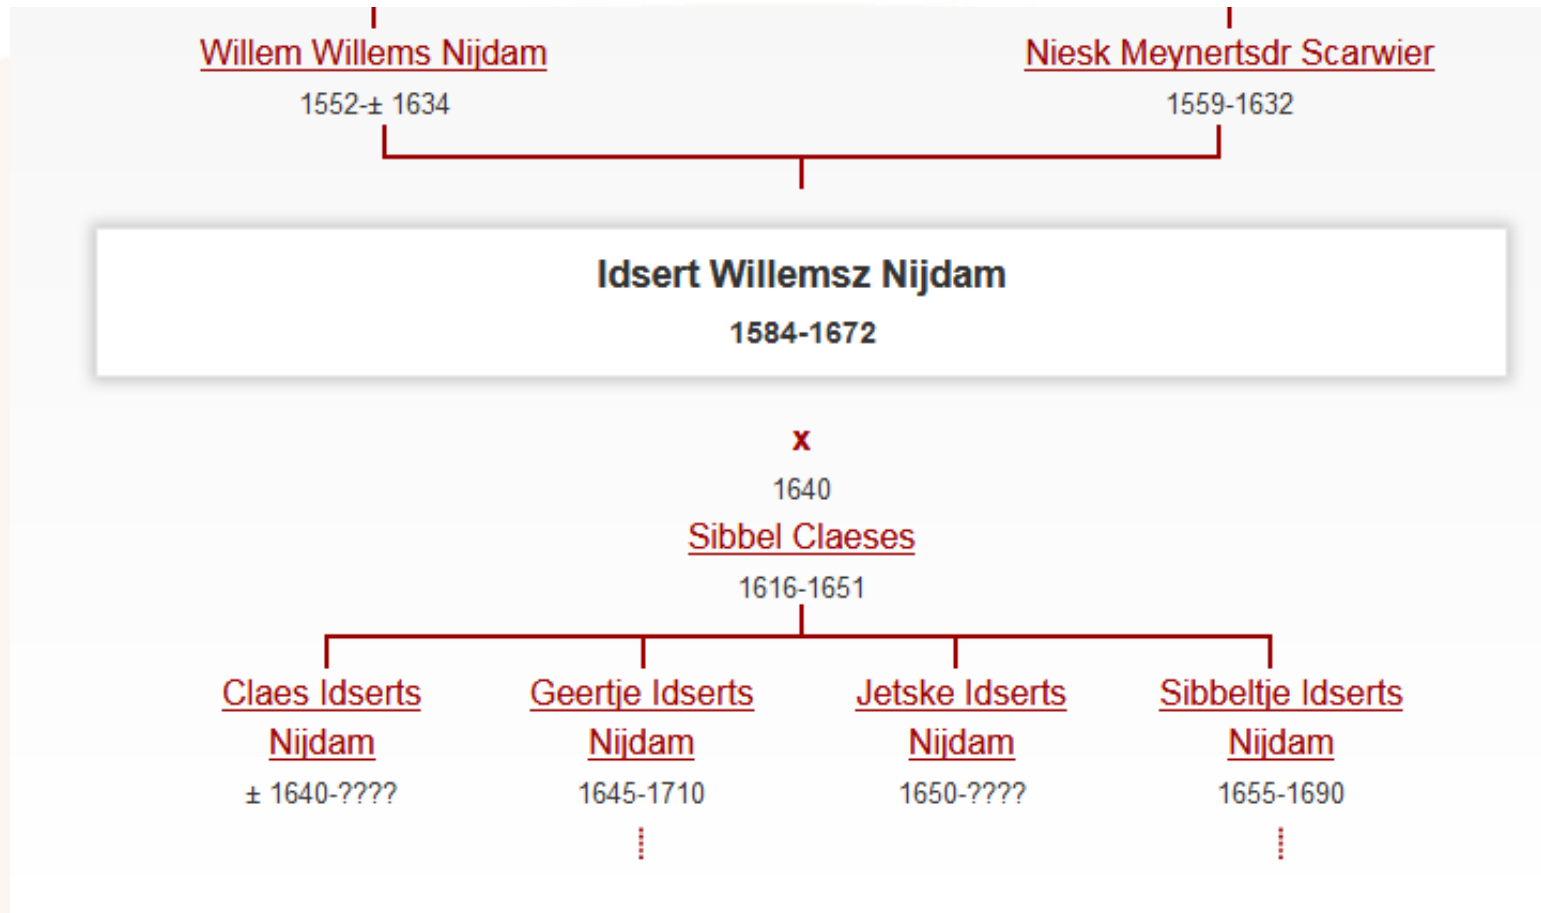 Willem Willems Nijdam
Niesk Meynertsdr Scarwier
1552-± 1634
1559-1632
Idsert Willemsz Nijdam
1584-1672
x
1640
Sibbel Claeses
1616-1651
Claes Idserts
Nijdam
± 1640-????
Geertje Idserts
Nijdam
1645-1710
Jetske Idserts
Nijdam
1650-????
Sibbeltje Idserts
Nijdam
1655-1690